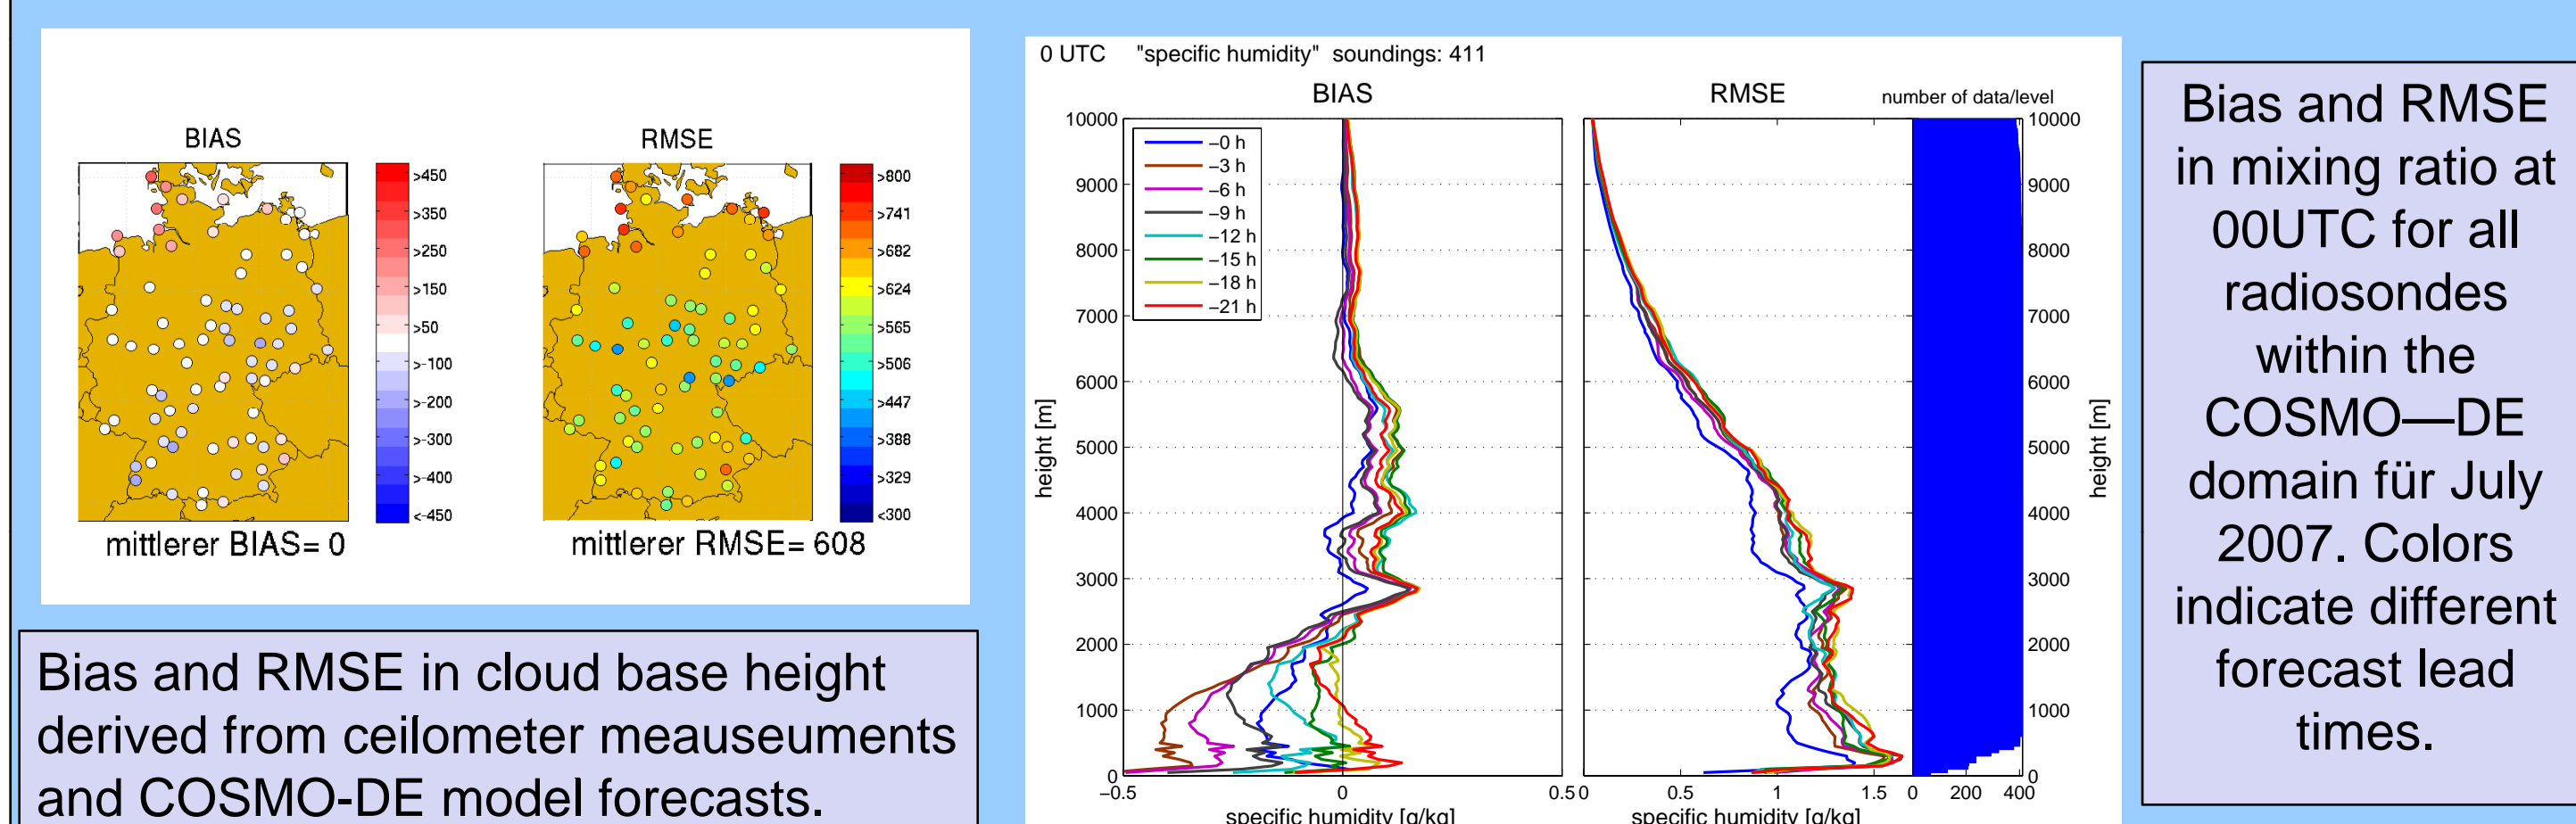 BIAS
>450
>350
>250
>150
>50
>-100
>-200
>-300
>-400
<-450
mittlerer BIAS= 0
RMSE
>800
>741
>682
>624
>565
>506
>447
>388
>329
<300
mittlerer RMSE= 608
Bias and RMSE in cloud base height
derived from ceilometer meauseuments
and COSMO-DE model forecasts.
0 UTC "specific humidity" soundings: 411
BIAS
RMSE
number of data/level
−0 h
−3 h
−6 h
−9 h
−12 h
−15 h
−18 h
−21 h
height [m]
10000
9000
8000
7000
6000
5000
4000
3000
2000
1000
0
−0.5 0 0.5
specific humidity [g/kg]
0 0.5 1 1.5
specific humidity [g/kg]
0 200 400
10000
9000
8000
7000
6000
5000
4000
3000
2000
1000
0
height [m]
Bias and RMSE
in mixing ratio at
00UTC for all
radiosondes
within the
COSMO—DE
domain für July
2007. Colors
indicate different
forecast lead
times.